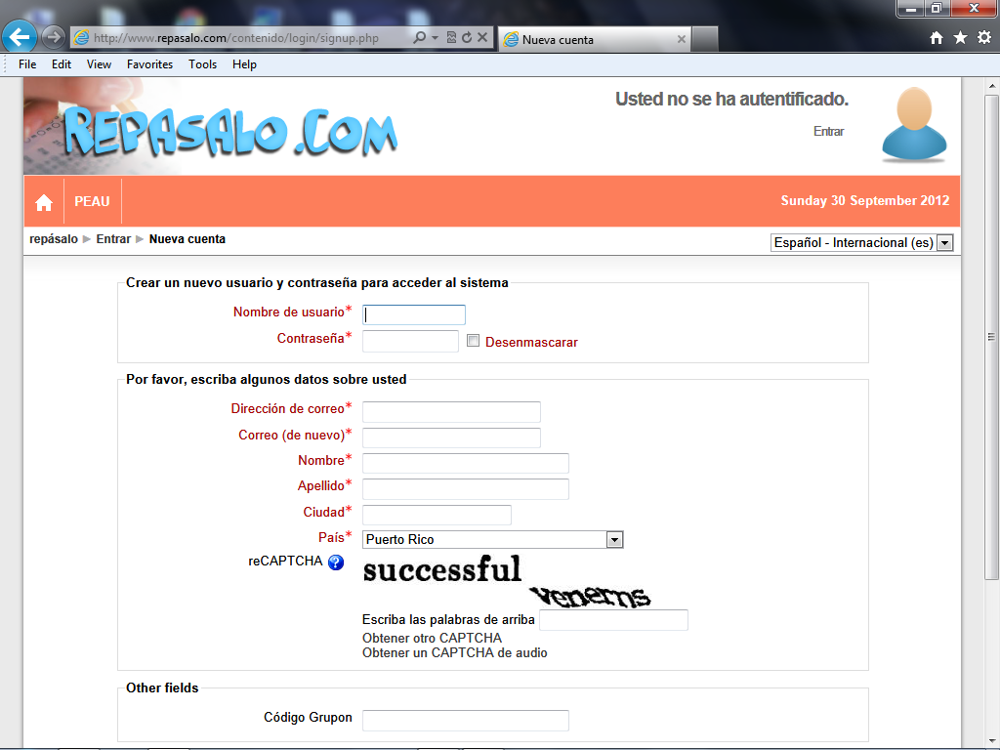 http://www.repasalo.com/contenido/login/signup.php
Nueva cuenta
File Edit View Favorites Tools Help
REPASALO.COM
Usted no se ha autentificado.
Entrar
PEAU
Sunday 30 September 2012
repásalo ► Entrar ► Nueva cuenta
Español - Internacional (es)
Crear un nuevo usuario y contraseña para acceder al sistema
Nombre de usuario*
Contraseña*
Desenmascarar
Por favor, escriba algunos datos sobre usted
Dirección de correo*
Correo (de nuevo)*
Nombre*
Apellido*
Ciudad*
País*
Puerto Rico
reCAPTCHA ?
successful
venems
Escriba las palabras de arriba
Obtener otro CAPTCHA
Obtener un CAPTCHA de audio
Other fields
Código Grupon